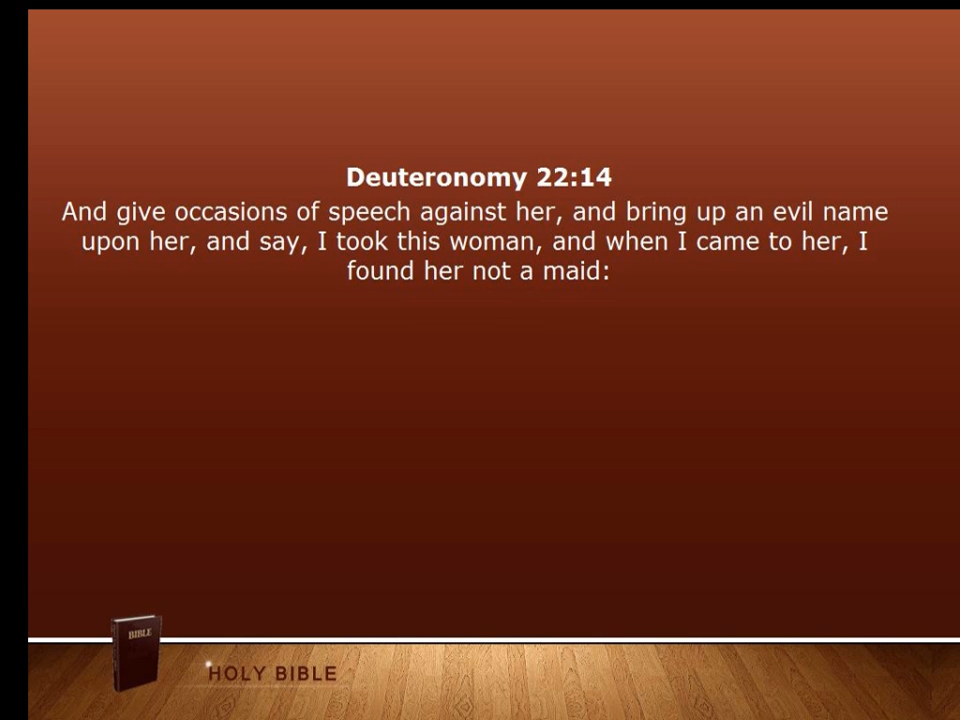 Deuteronomy 22:14
And give occasions of speech against her, and bring up an evil name
upon her, and say, I took this woman, and when I came to her, I
found her not a maid:
BIBLE
HOLY BIBLE